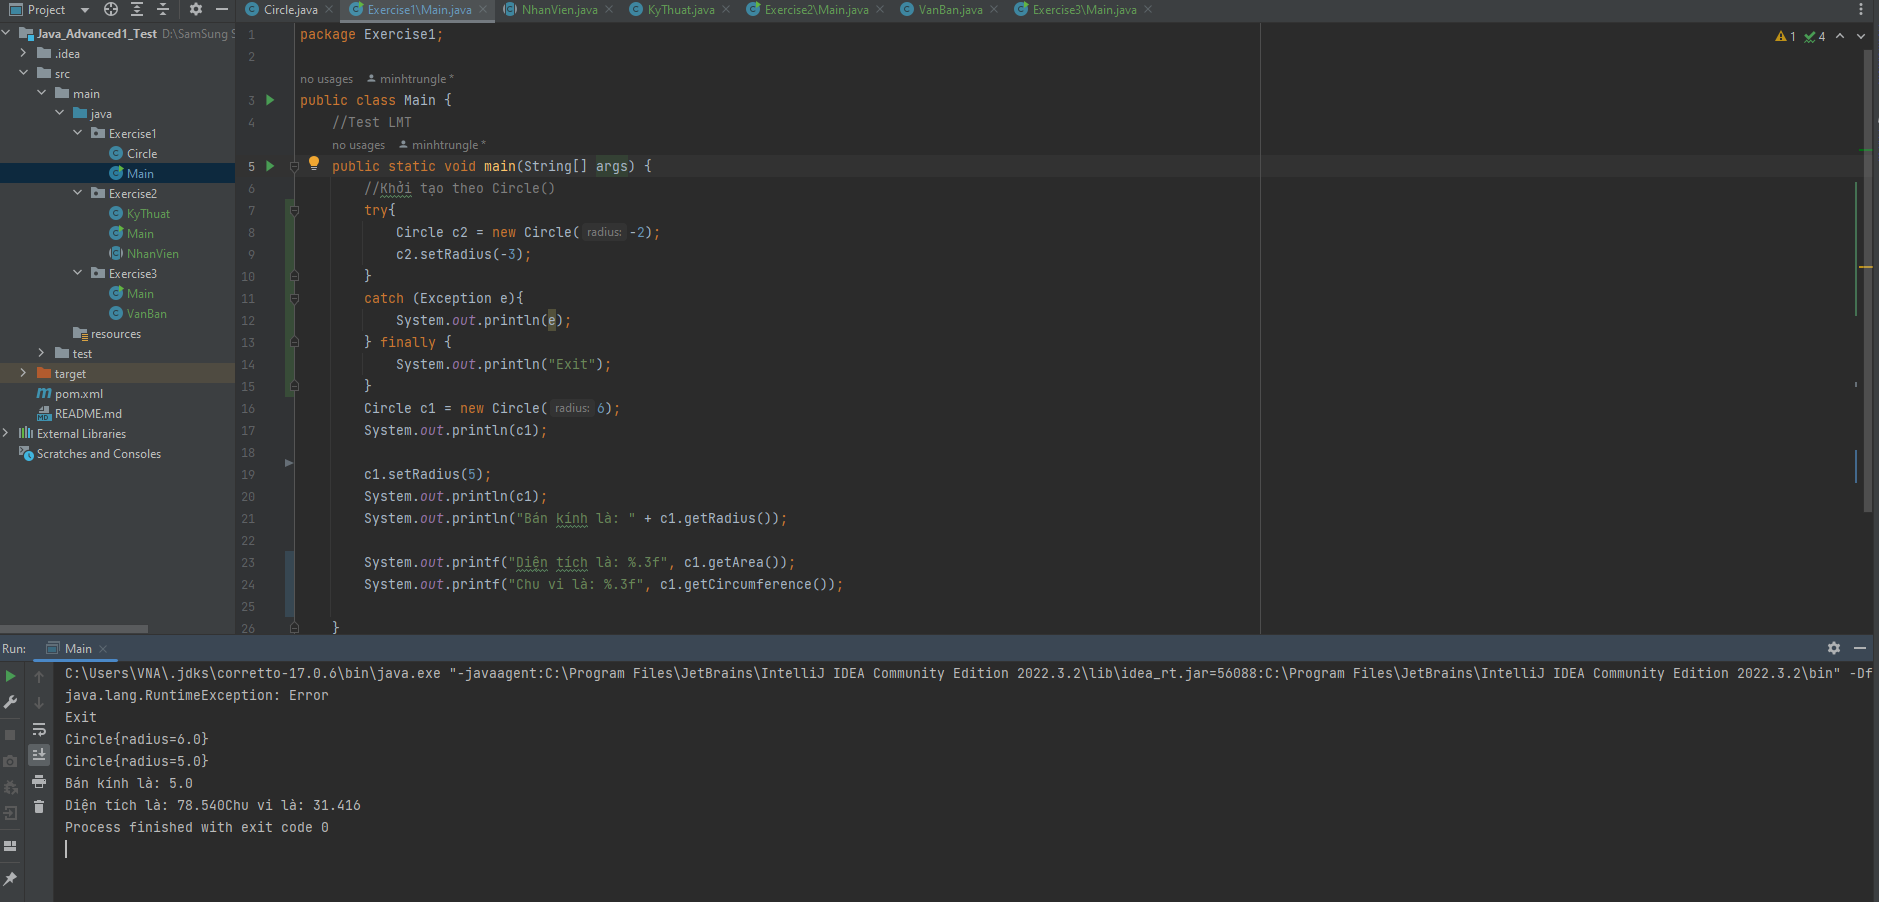 Project
Circle.java
Exercise1\Main.java
NhanVien.java
KyThuat.java
Exercise2\Main.java
VanBan.java
Exercise3\Main.java
Java_Advanced1_Test D:\SamSung S
.idea
src
main
java
Exercise1
Circle
Main
Exercise2
KyThuat
Main
NhanVien
Exercise3
Main
VanBan
resources
test
target
pom.xml
README.md
External Libraries
Scratches and Consoles
1 4
1 package Exercise1;
2
no usages minhtrungle *
3 public class Main {
4 //Test LMT
no usages minhtrungle *
5 public static void main(String[] args) {
6 //Khởi tạo theo Circle()
7 try{
8 Circle c2 = new Circle( radius: -2);
9 c2.setRadius(-3);
10 }
11 catch (Exception e){
12 System.out.println(e);
13 } finally {
14 System.out.println("Exit");
15 }
16 Circle c1 = new Circle( radius: 6);
17 System.out.println(c1);
18
19 c1.setRadius(5);
20 System.out.println(c1);
21 System.out.println("Bán kính là: " + c1.getRadius());
22
23 System.out.printf("Diện tích là: %.3f", c1.getArea());
24 System.out.printf("Chu vi là: %.3f", c1.getCircumference());
25
26 }
Run: Main
C:\Users\VNA\.jdks\corretto-17.0.6\bin\java.exe "-javaagent:C:\Program Files\JetBrains\IntelliJ IDEA Community Edition 2022.3.2\lib\idea_rt.jar=56088:C:\Program Files\JetBrains\IntelliJ IDEA Community Edition 2022.3.2\bin" -Df
java.lang.RuntimeException: Error
Exit
Circle{radius=6.0}
Circle{radius=5.0}
Bán kính là: 5.0
Diện tích là: 78.540Chu vi là: 31.416
Process finished with exit code 0